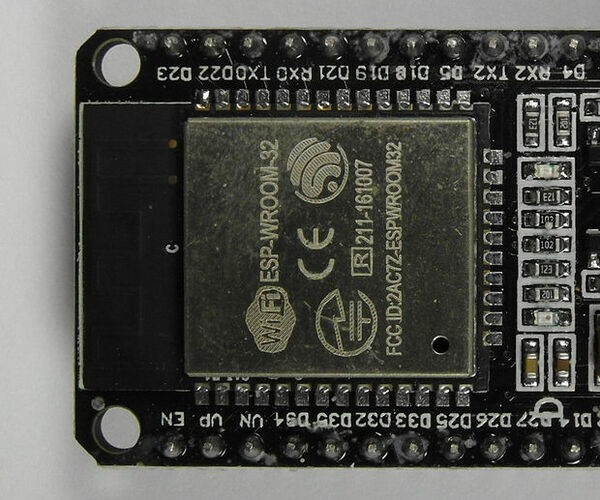 D23 D22 TXD RX0 D21 D19 D18 D5 TX2 RX2 D4
WiFi ESP-WROOM-32
CE
R 211-161007
FCC ID:2AC7Z-ESPWROOM32
C
EN VP VN D34 D35 D32 D33 D25 D26 D27 D14
D